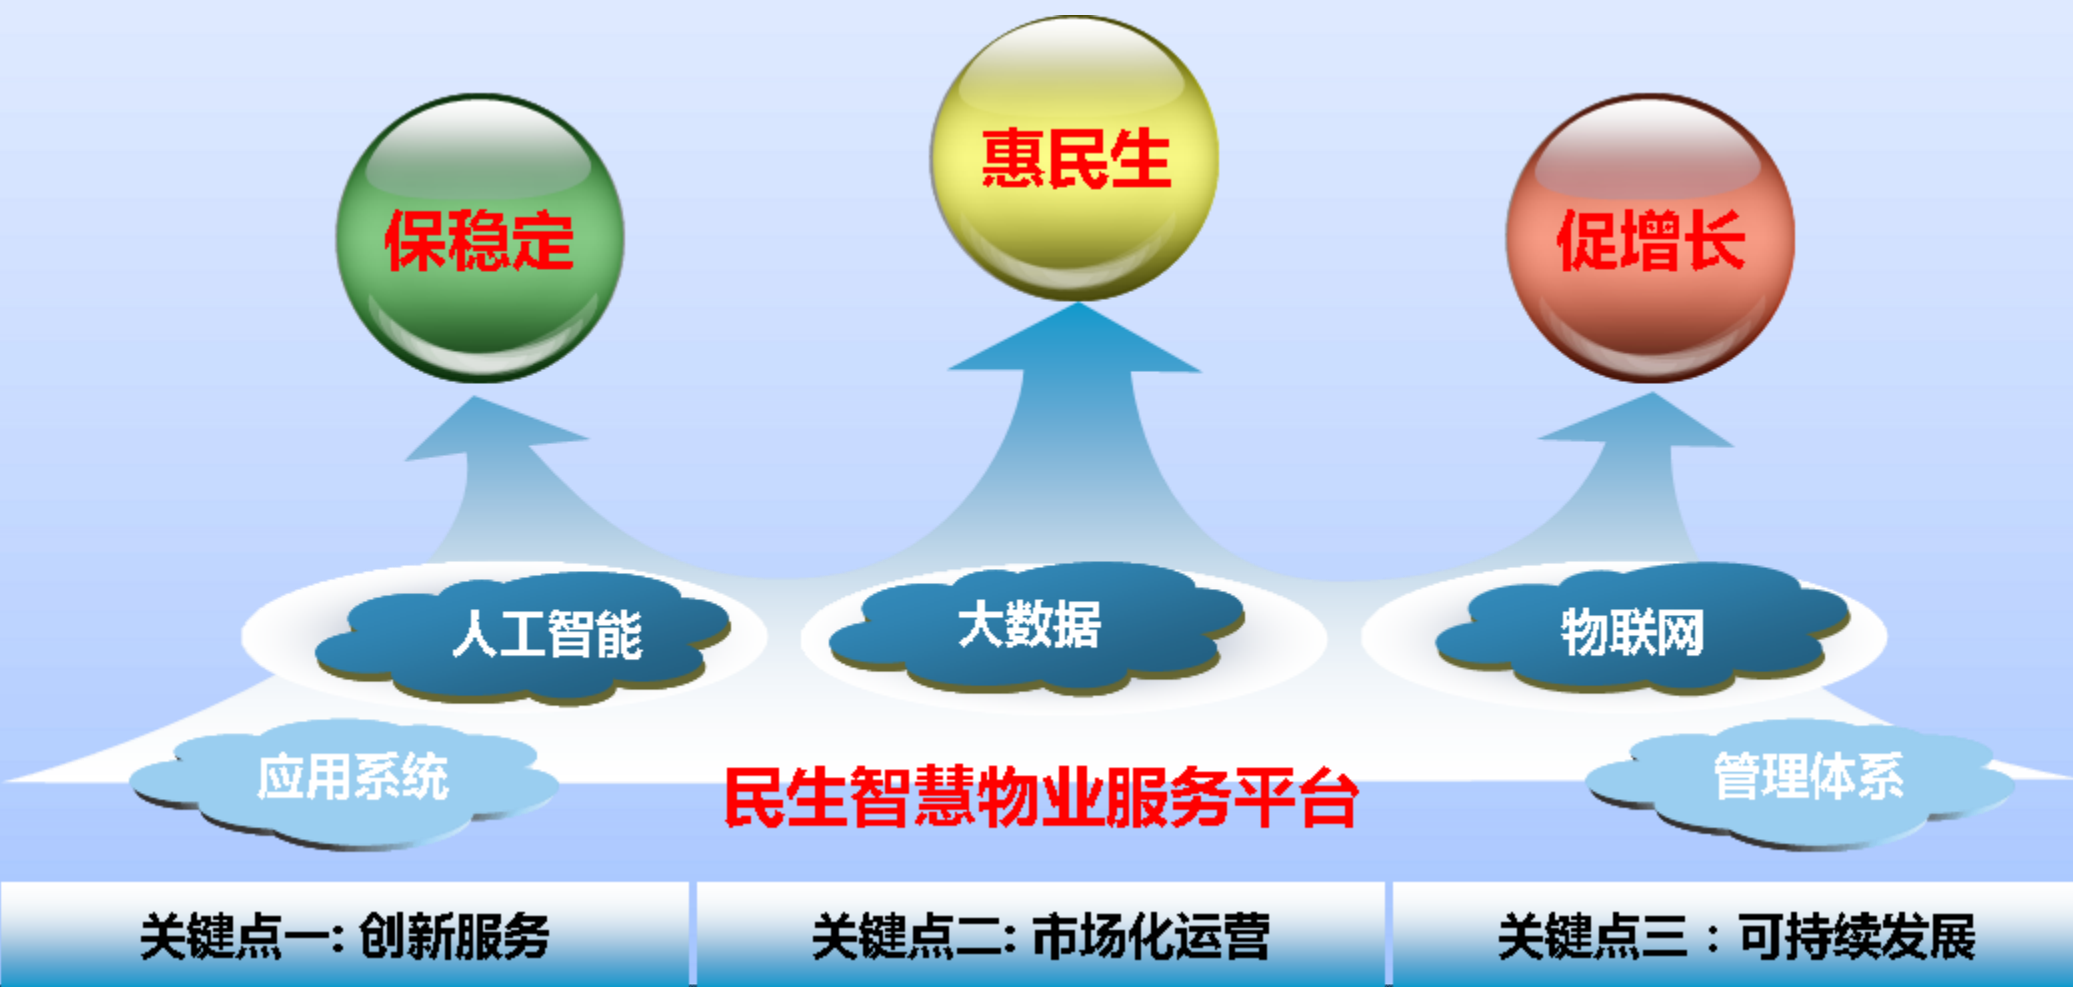 惠民生
保稳定
促增长
人工智能
大数据
物联网
应用系统
民生智慧物业服务平台
管理体系
关键点一: 创新服务
关键点二: 市场化运营
关键点三：可持续发展